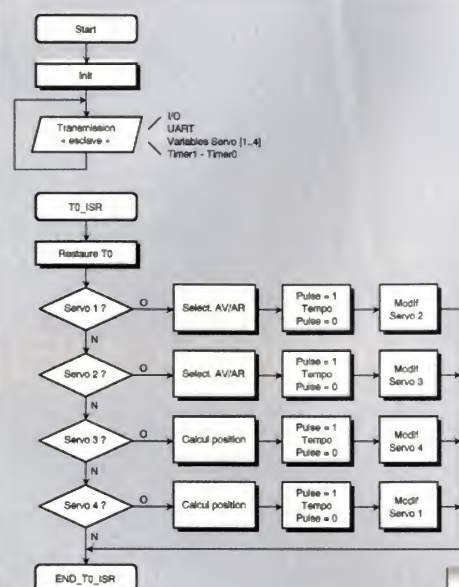 Start
Init
Transmission
« esclave »
I/O
UART
Variables Servo [1..4]
Timer1 - Timer0
T0_ISR
Restaure T0
Servo 1 ?
O
Select. AV/AR
Pulse = 1
Tempo
Pulse = 0
Modif
Servo 2
N
Servo 2 ?
O
Select. AV/AR
Pulse = 1
Tempo
Pulse = 0
Modif
Servo 3
N
Servo 3 ?
O
Calcul position
Pulse = 1
Tempo
Pulse = 0
Modif
Servo 4
N
Servo 4 ?
O
Calcul position
Pulse = 1
Tempo
Pulse = 0
Modif
Servo 1
N
END_T0_ISR